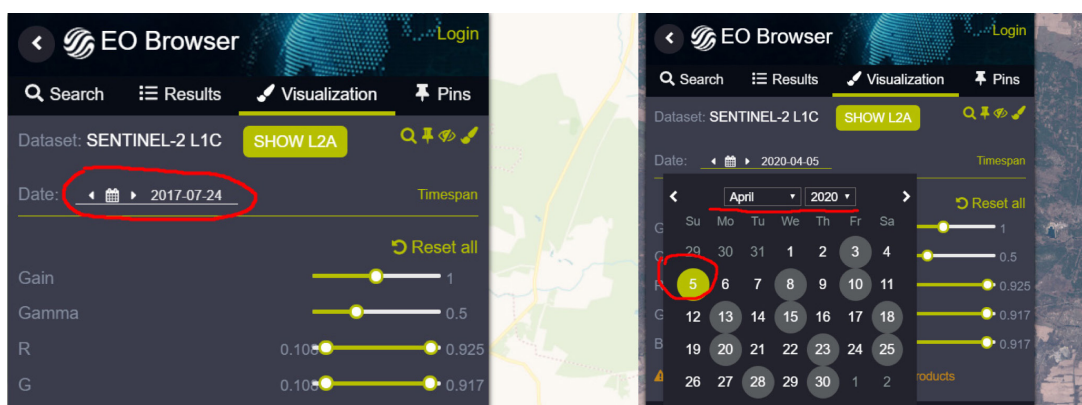 EO Browser
Login
Search Results Visualization Pins
Dataset: SENTINEL-2 L1C SHOW L2A
Date: 2017-07-24 Timespan
Reset all
Gain 1
Gamma 0.5
R 0.108 0.925
G 0.108 0.917
EO Browser
Login
Search Results Visualization Pins
Dataset: SENTINEL-2 L1C SHOW L2A
Date: 2020-04-05 Timespan
April 2020
Reset all
Su Mo Tu We Th Fr Sa
G 1
29 30 31 1 2 3 4
G 0.5
5 6 7 8 9 10 11
R 0.925
12 13 14 15 16 17 18
G 0.917
19 20 21 22 23 24 25
B 0.917
26 27 28 29 30 1 2
roducts